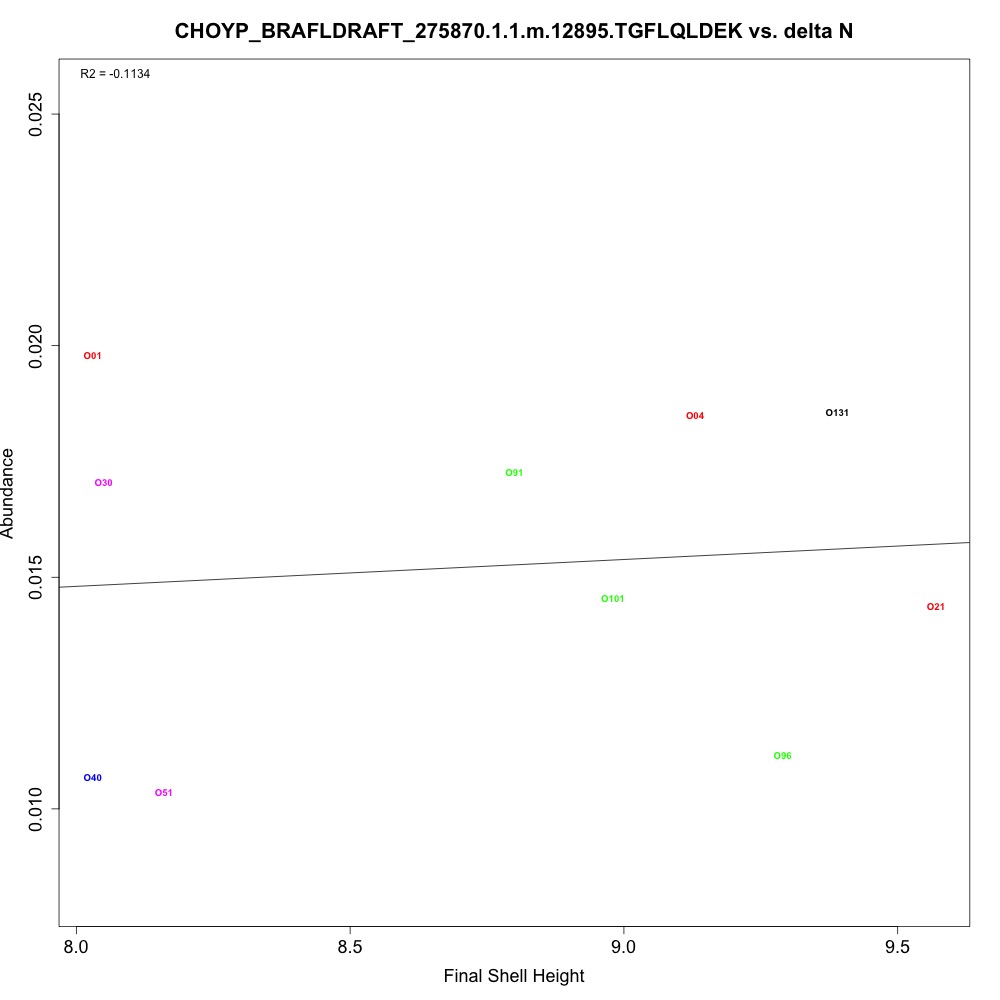 CHOYP_BRAFLDRAFT_275870.1.1.m.12895.TGFLQLDEK vs. delta N
R2 = -0.1134
0.025
0.020
0.015
0.010
Abundance
O01
O04
O131
O91
O30
O101
O21
O96
O40
O51
8.0 8.5 9.0 9.5
Final Shell Height